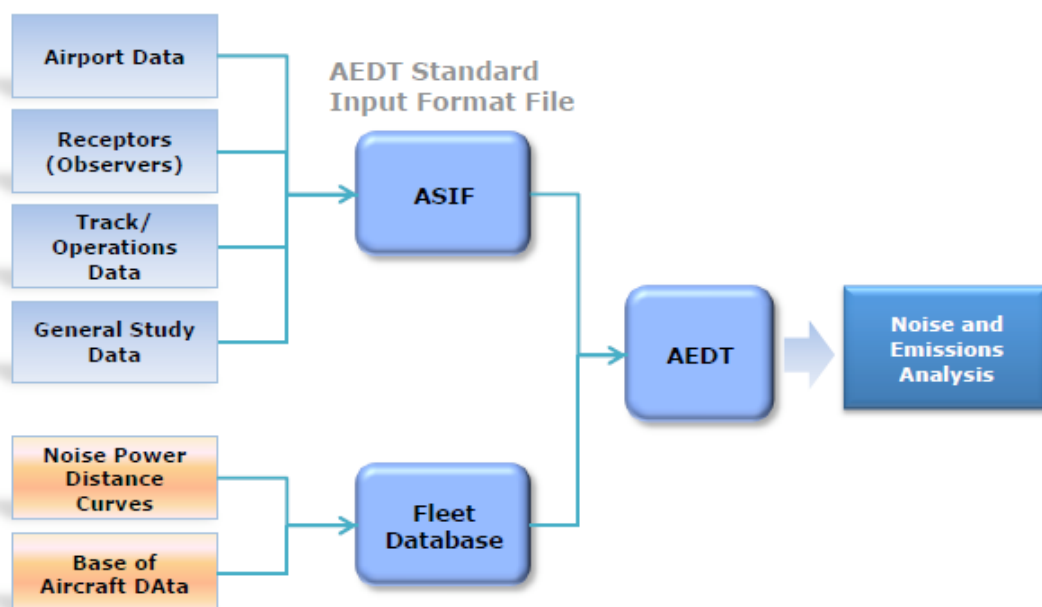 Airport Data
Receptors
(Observers)
Track/
Operations
Data
General Study
Data
Noise Power
Distance
Curves
Base of
Aircraft DAta
AEDT Standard
Input Format File
ASIF
Fleet
Database
AEDT
Noise and
Emissions
Analysis